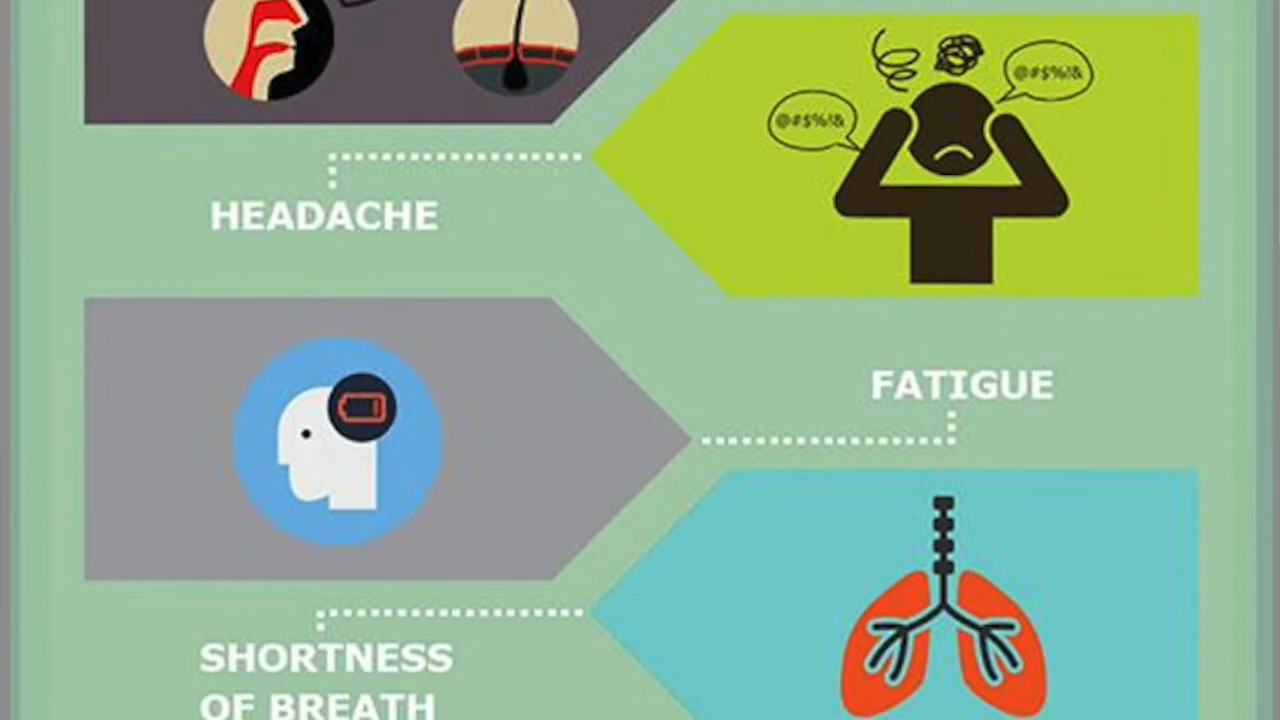 @#$%!&
@#$%!&
HEADACHE
FATIGUE
SHORTNESS
OF BREATH